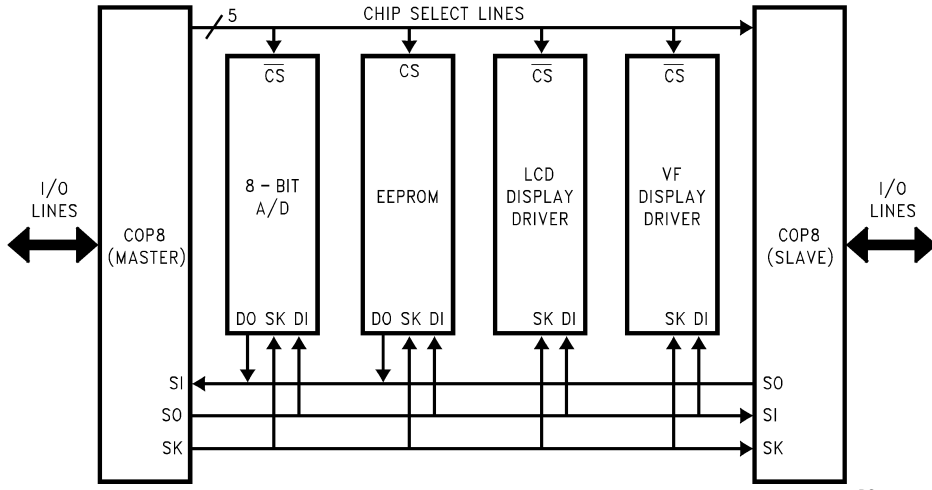 5
CHIP SELECT LINES
CS
CS
CS
CS
I/O
LINES
COP8
(MASTER)
8 - BIT
A/D
EEPROM
LCD
DISPLAY
DRIVER
VF
DISPLAY
DRIVER
COP8
(SLAVE)
I/O
LINES
DO SK DI
DO SK DI
SK DI
SK DI
SI
SO
SO
SI
SK
SK